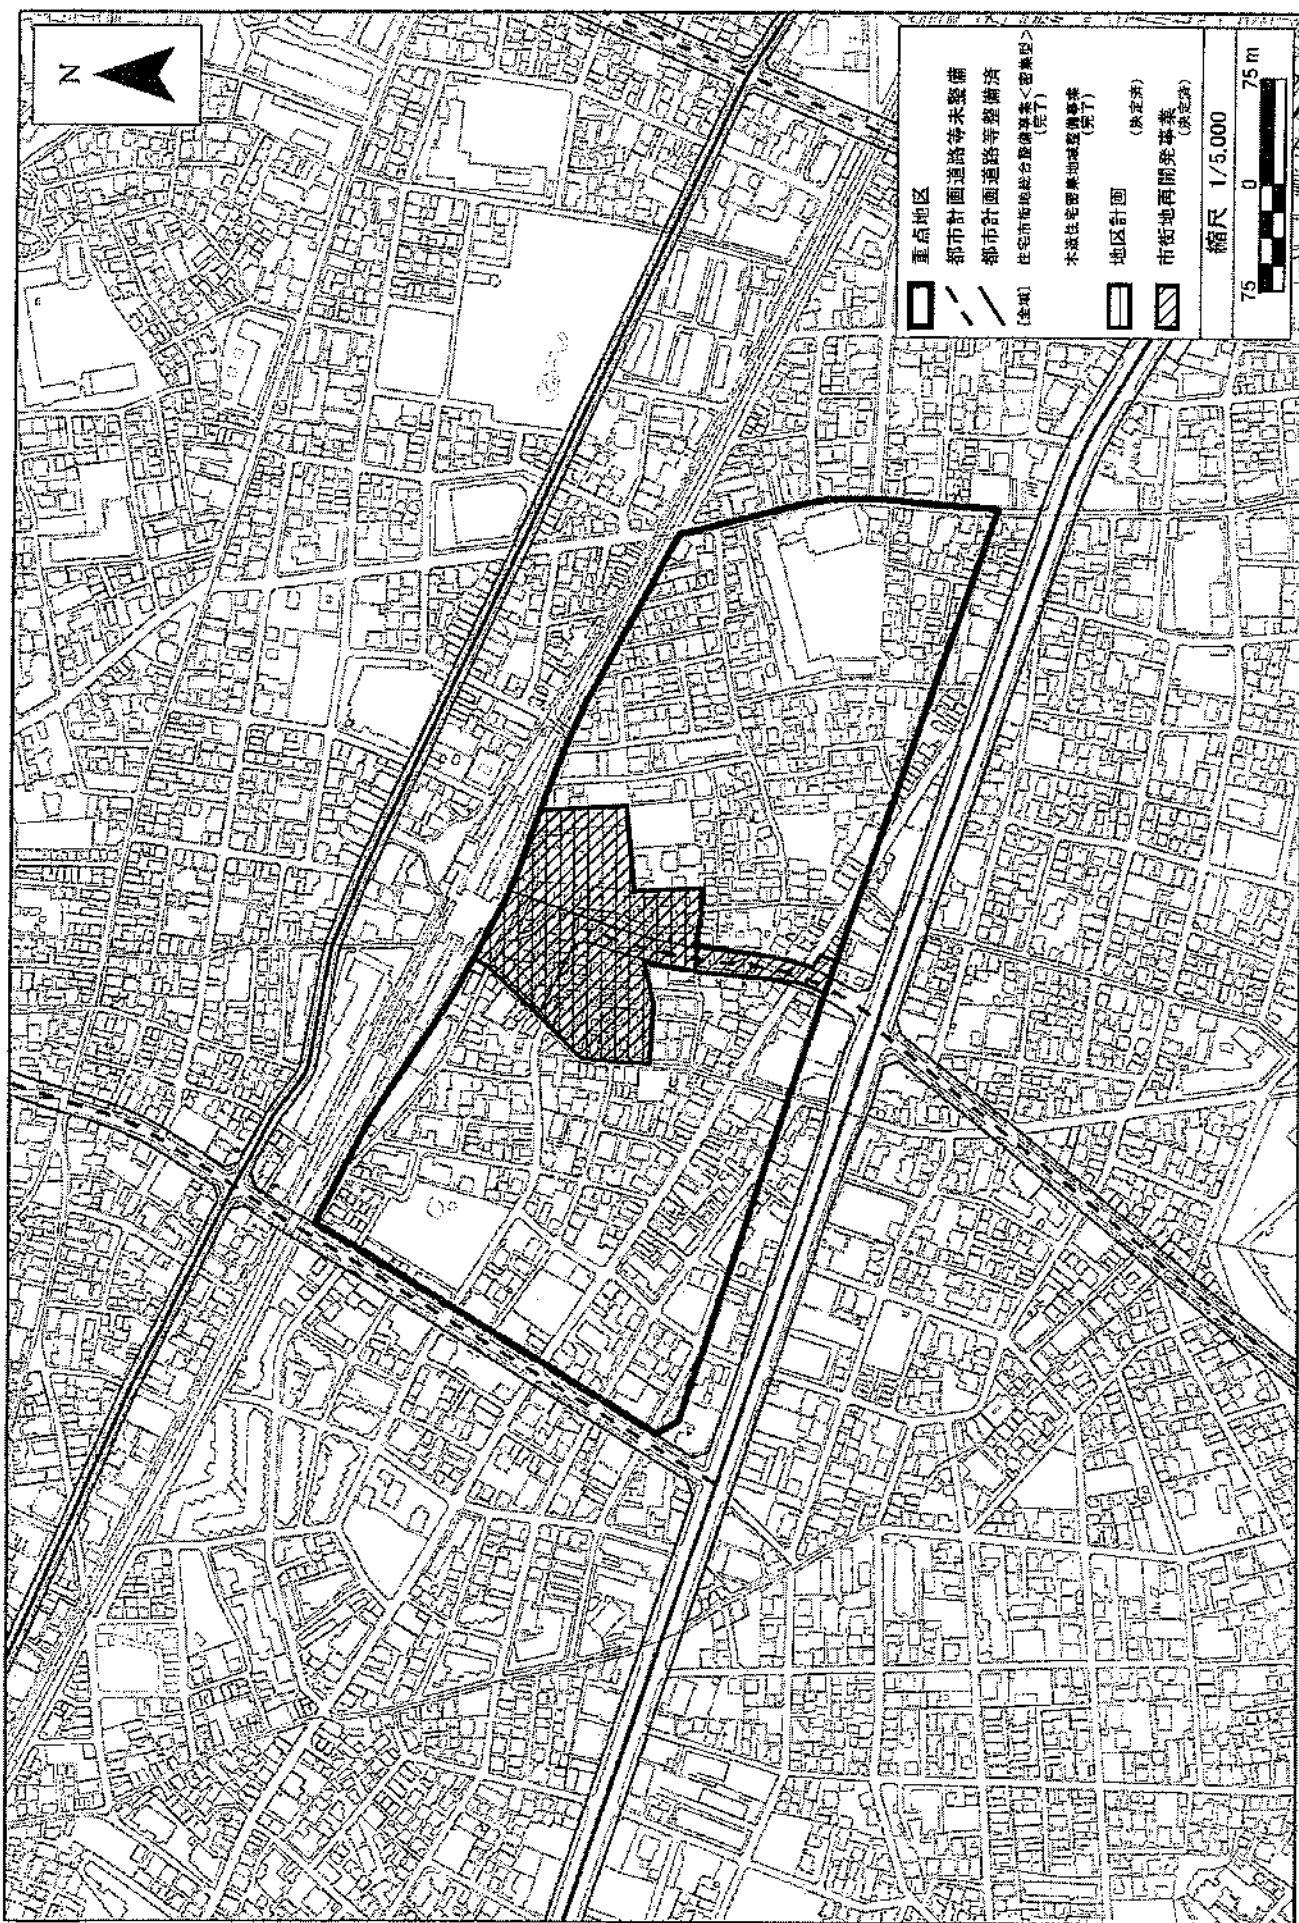 N
重点地区
都市計画道路等未整備
都市計画道路等整備済
[全域] 住宅市街地総合整備事業<密集型>
(完了)
木造住宅密集地域整備事業
(完了)
地区計画
(決定済)
市街地再開発事業
(決定済)
縮尺 1/5,000
75 0 75 m